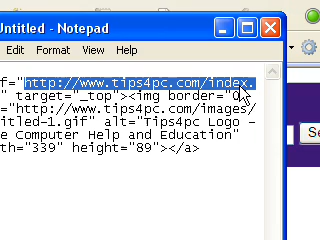 Untitled - Notepad
Edit Format View Help
f="http://www.tips4pc.com/index.
" target="_top"><img border="0
="http://www.tips4pc.com/images/
itled-1.gif" alt="Tips4pc Logo -
e Computer Help and Education"
th="339" height="89"></a>
Se